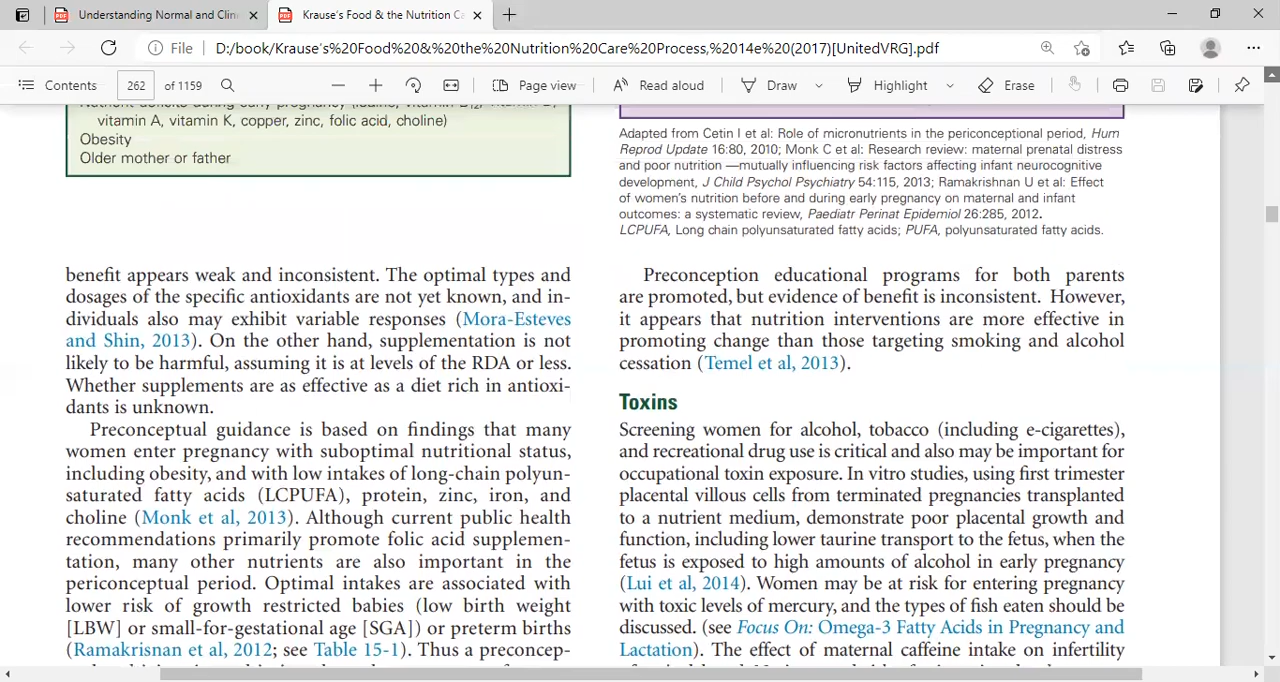 Understanding Normal and Clin
Krause's Food & the Nutrition Ca
File
D:/book/Krause's%20Food%20&%20the%20Nutrition%20Care%20Process,%2014e%20(2017)[UnitedVRG].pdf
Contents
262
of 1159
Page view
Read aloud
Draw
Highlight
Erase
vitamin A, vitamin K, copper, zinc, folic acid, choline)
Obesity
Older mother or father
benefit appears weak and inconsistent. The optimal types and
dosages of the specific antioxidants are not yet known, and in-
dividuals also may exhibit variable responses (Mora-Esteves
and Shin, 2013). On the other hand, supplementation is not
likely to be harmful, assuming it is at levels of the RDA or less.
Whether supplements are as effective as a diet rich in antioxi-
dants is unknown.
Preconceptual guidance is based on findings that many
women enter pregnancy with suboptimal nutritional status,
including obesity, and with low intakes of long-chain polyun-
saturated fatty acids (LCPUFA), protein, zinc, iron, and
choline (Monk et al, 2013). Although current public health
recommendations primarily promote folic acid supplemen-
tation, many other nutrients are also important in the
periconceptual period. Optimal intakes are associated with
lower risk of growth restricted babies (low birth weight
[LBW] or small-for-gestational age [SGA]) or preterm births
(Ramakrisnan et al, 2012; see Table 15-1). Thus a preconcep-
Adapted from Cetin I et al: Role of micronutrients in the periconceptional period, Hum
Reprod Update 16:80, 2010; Monk C et al: Research review: maternal prenatal distress
and poor nutrition —mutually influencing risk factors affecting infant neurocognitive
development, J Child Psychol Psychiatry 54:115, 2013; Ramakrishnan U et al: Effect
of women's nutrition before and during early pregnancy on maternal and infant
outcomes: a systematic review, Paediatr Perinat Epidemiol 26:285, 2012.
LCPUFA, Long chain polyunsaturated fatty acids; PUFA, polyunsaturated fatty acids.
Preconception educational programs for both parents
are promoted, but evidence of benefit is inconsistent. However,
it appears that nutrition interventions are more effective in
promoting change than those targeting smoking and alcohol
cessation (Temel et al, 2013).
Toxins
Screening women for alcohol, tobacco (including e-cigarettes),
and recreational drug use is critical and also may be important for
occupational toxin exposure. In vitro studies, using first trimester
placental villous cells from terminated pregnancies transplanted
to a nutrient medium, demonstrate poor placental growth and
function, including lower taurine transport to the fetus, when the
fetus is exposed to high amounts of alcohol in early pregnancy
(Lui et al, 2014). Women may be at risk for entering pregnancy
with toxic levels of mercury, and the types of fish eaten should be
discussed. (see Focus On: Omega-3 Fatty Acids in Pregnancy and
Lactation). The effect of maternal caffeine intake on infertility